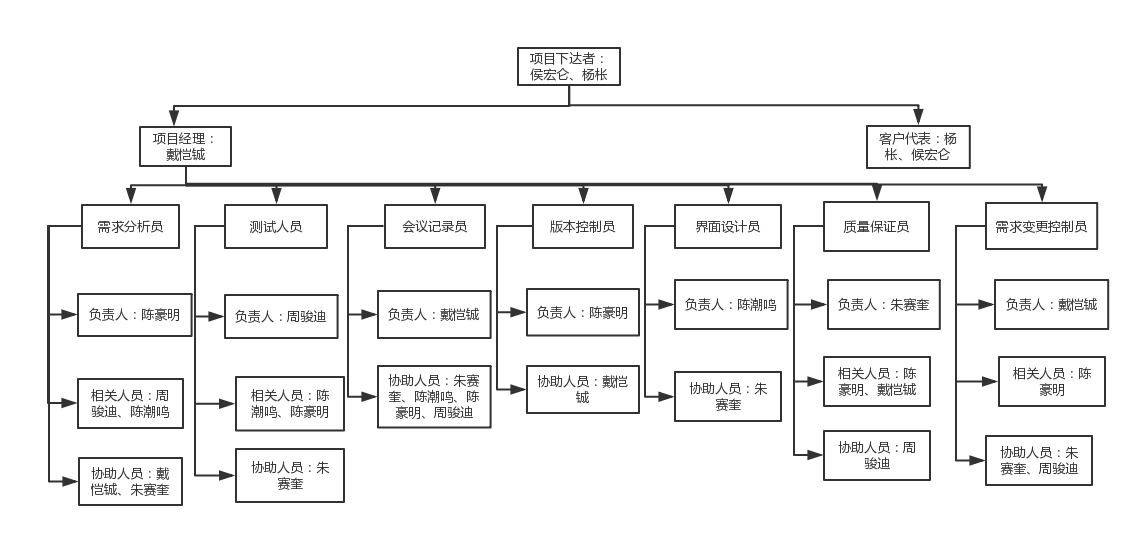 项目下达者：
侯宏仑、杨枨
项目经理：
戴恺铖
客户代表：杨
枨、候宏仑
需求分析员
测试人员
会议记录员
版本控制员
界面设计员
质量保证员
需求变更控制员
负责人：陈豪明
负责人：周骏迪
负责人：戴恺铖
负责人：陈豪明
负责人：陈潮鸣
负责人：朱赛奎
负责人：戴恺铖
相关人员：周
骏迪、陈潮鸣
相关人员：陈
潮鸣、陈豪明
协助人员：朱赛
奎、陈潮鸣、陈
豪明、周骏迪
协助人员：戴恺
铖
协助人员：朱
赛奎
相关人员：陈
豪明、戴恺铖
相关人员：陈
豪明
协助人员：戴
恺铖、朱赛奎
协助人员：朱
赛奎
协助人员：周
骏迪
协助人员：朱
赛奎、周骏迪